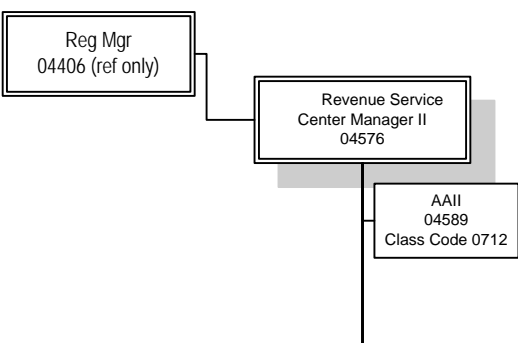 Reg Mgr
04406 (ref only)
Revenue Service
Center Manager II
04576
AAII
04589
Class Code 0712